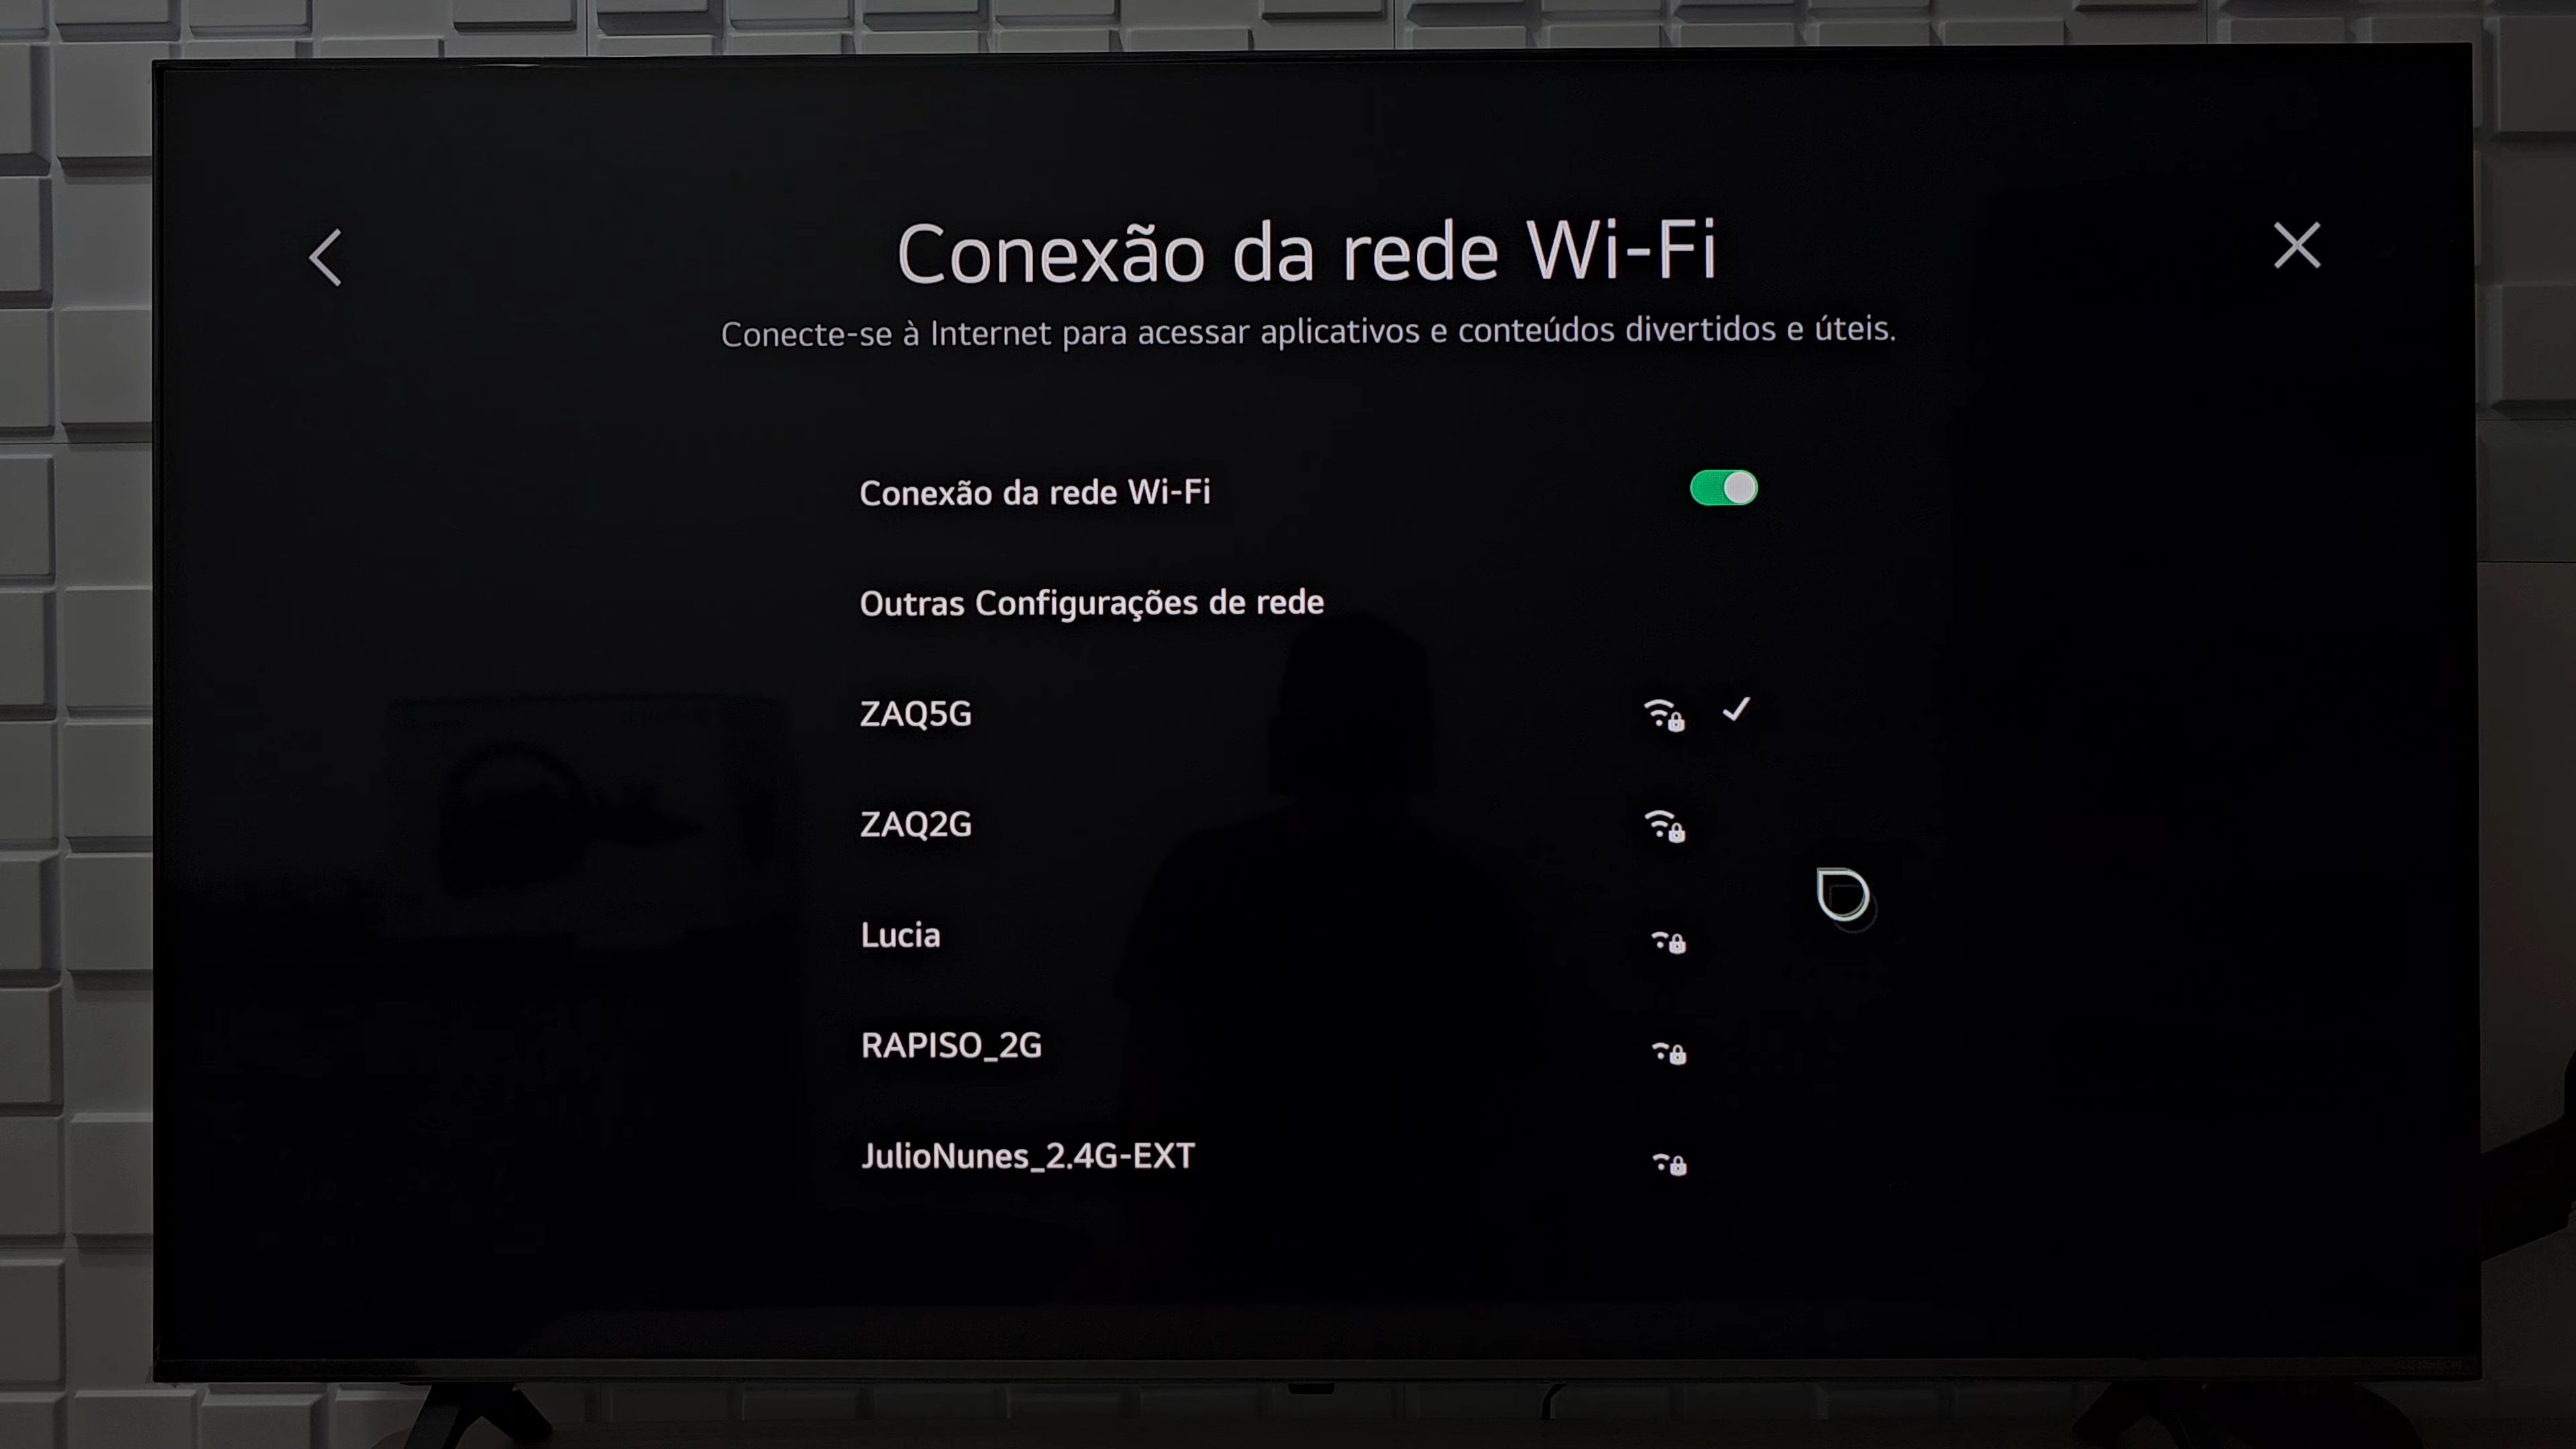 Conexão da rede Wi-Fi
Conecte-se à Internet para acessar aplicativos e conteúdos divertidos e úteis.
Conexão da rede Wi-Fi
Outras Configurações de rede
ZAQ5G
ZAQ2G
Lucia
RAPISO_2G
JulioNunes_2.4G-EXT